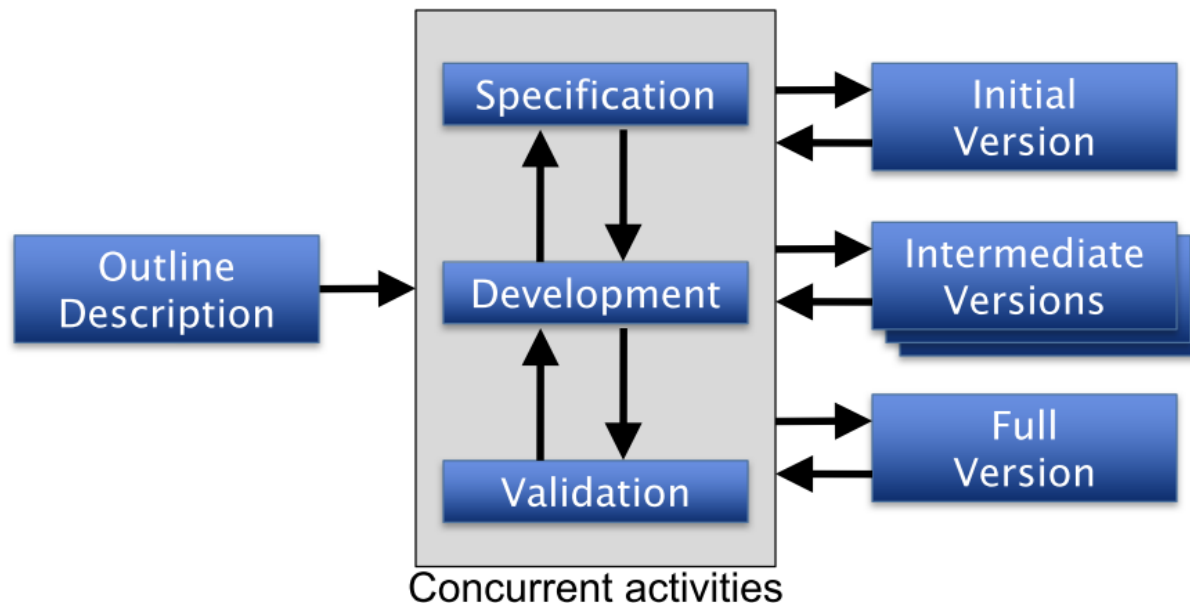 Specification
Initial
Version
Outline
Description
Development
Intermediate
Versions
Validation
Full
Version
Concurrent activities